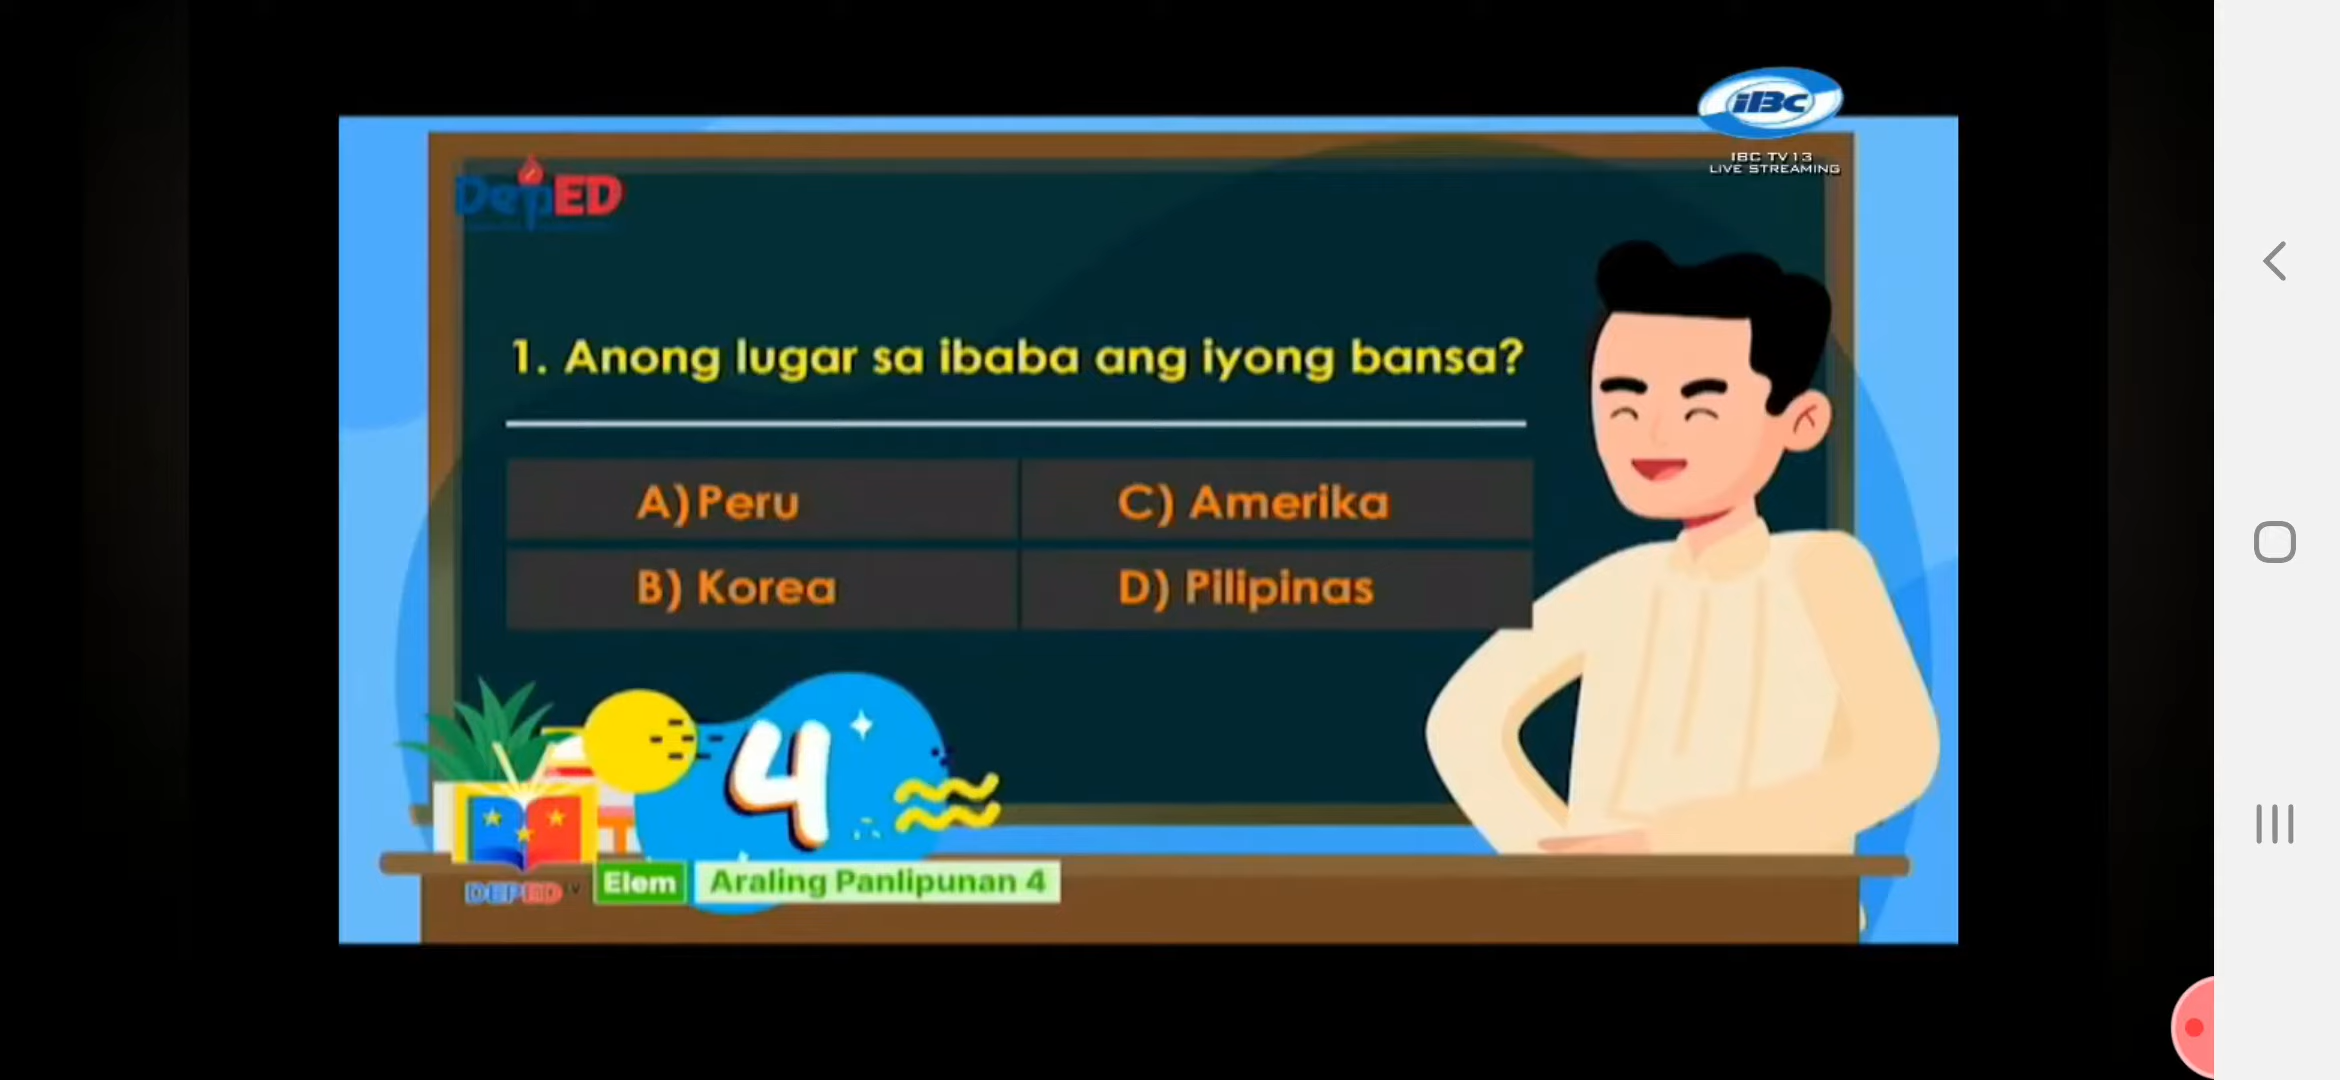 iBC
IBC TV13
LIVE STREAMING
DepED
1. Anong lugar sa ibaba ang iyong bansa?
A) Peru
C) Amerika
B) Korea
D) Pilipinas
4
DEPED TV
Elem
Araling Panlipunan 4